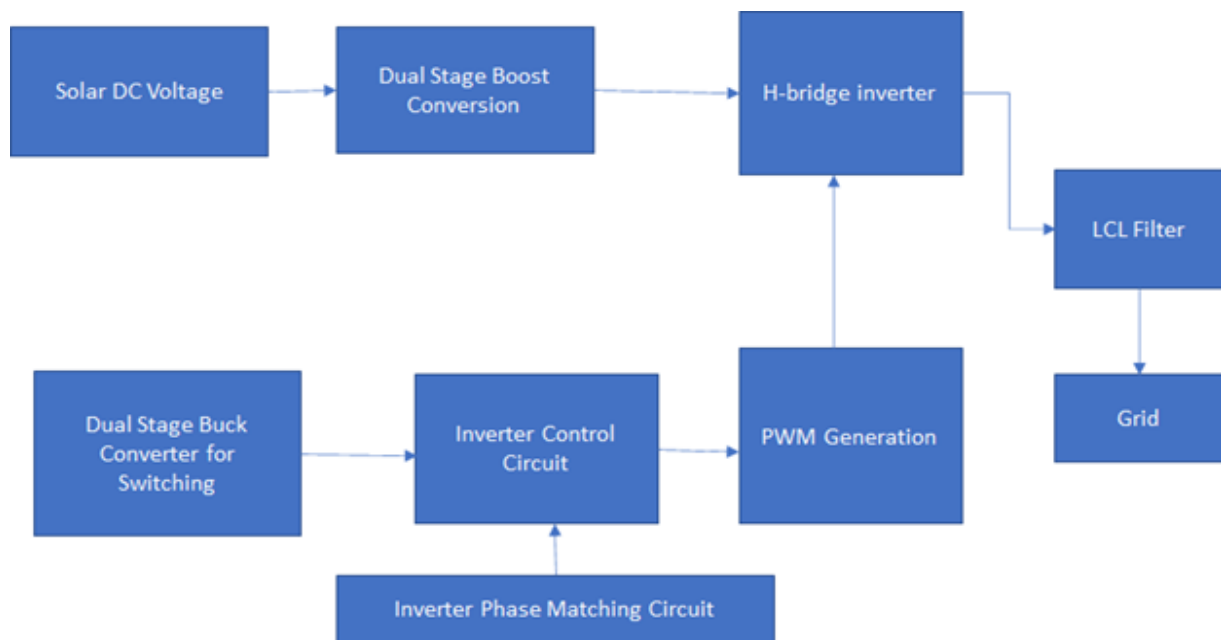 Solar DC Voltage
Dual Stage Boost
Conversion
H-bridge inverter
LCL Filter
Dual Stage Buck
Converter for
Switching
Inverter Control
Circuit
PWM Generation
Grid
Inverter Phase Matching Circuit